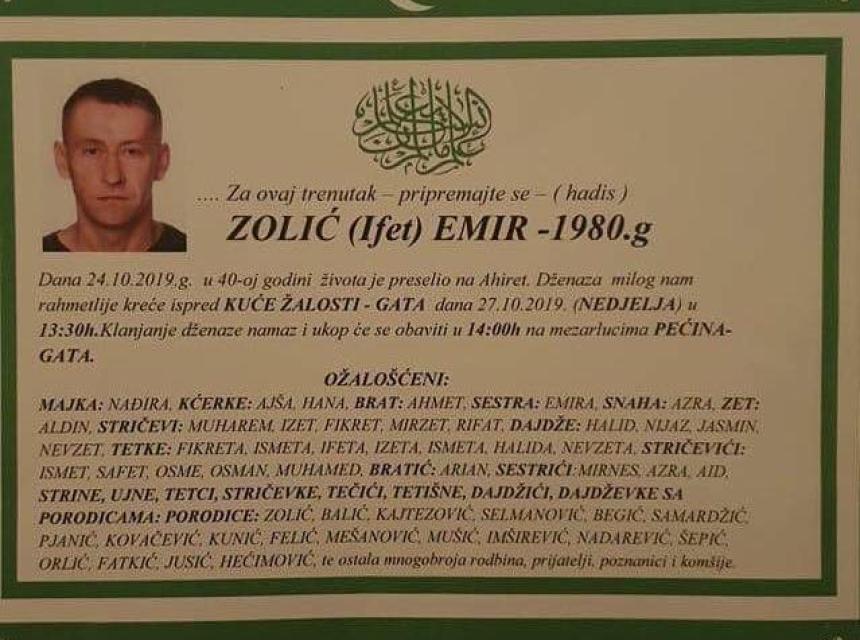 .... Za ovaj trenutak – pripremajte se – ( hadis )
ZOLIĆ (Ifet) EMIR -1980.g
Dana 24.10.2019.g. u 40-oj godini života je preselio na Ahiret. Dženaza milog nam
rahmetlije kreće ispred KUĆE ŽALOSTI - GATA dana 27.10.2019. (NEDJELJA) u
13:30h.Klanjanje dženaze namaz i ukop će se obaviti u 14:00h na mezarlucima PEĆINA-
GATA.
OŽALOŠĆENI:
MAJKA: NAĐIRA, KĆERKE: AJŠA, HANA, BRAT: AHMET, SESTRA: EMIRA, SNAHA: AZRA, ZET:
ALDIN, STRIČEVI: MUHAREM, IZET, FIKRET, MIRZET, RIFAT, DAJDŽE: HALID, NIJAZ, JASMIN,
NEVZET, TETKE: FIKRETA, ISMETA, IFETA, IZETA, ISMETA, HALIDA, NEVZETA, STRIČEVIĆI:
ISMET, SAFET, OSME, OSMAN, MUHAMED, BRATIĆ: ARIAN, SESTRIĆI:MIRNES, AZRA, AID,
STRINE, UJNE, TETCI, STRIČEVKE, TEČIĆI, TETIŠNE, DAJDŽIĆI, DAJDŽEVKE SA
PORODICAMA: PORODICE: ZOLIĆ, BALIĆ, KAJTEZOVIĆ, SELMANOVIĆ, BEGIĆ, SAMARDŽIĆ,
PJANIĆ, KOVAČEVIĆ, KUNIĆ, FELIĆ, MEŠANOVIĆ, MUŠIĆ, IMŠIREVIĆ, NADAREVIĆ, ŠEPIĆ,
ORLIĆ, FATKIĆ, JUSIĆ, HEĆIMOVIĆ, te ostala mnogobroja rodbina, prijatelji, poznanici i komšije.